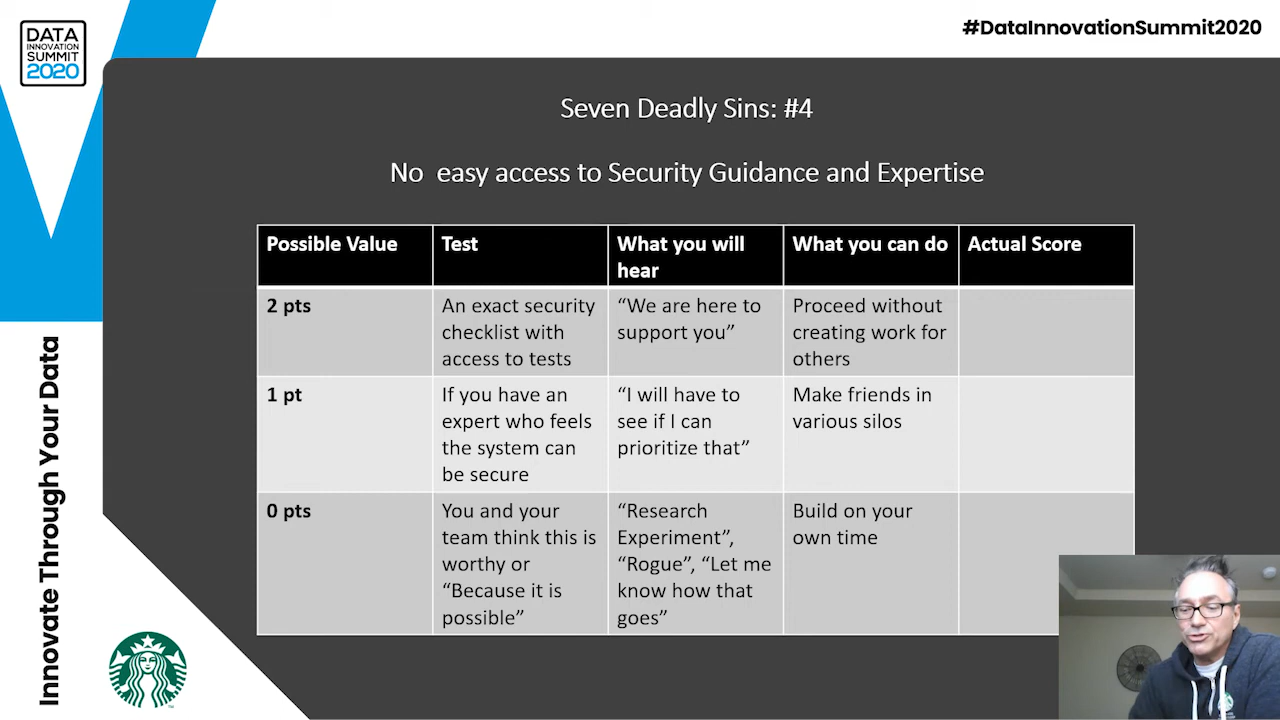 DATA
INNOVATION
SUMMIT
2020
#DataInnovationSummit2020
Innovate Through Your Data
Seven Deadly Sins: #4
No  easy access to Security Guidance and Expertise
Possible Value
Test
What you will
hear
What you can do
Actual Score
2 pts
An exact security
checklist with
access to tests
“We are here to
support you”
Proceed without
creating work for
others
1 pt
If you have an
expert who feels
the system can
be secure
“I will have to
see if I can
prioritize that”
Make friends in
various silos
0 pts
You and your
team think this is
worthy or
“Because it is
possible”
“Research
Experiment”,
“Rogue”, “Let me
know how that
goes”
Build on your
own time